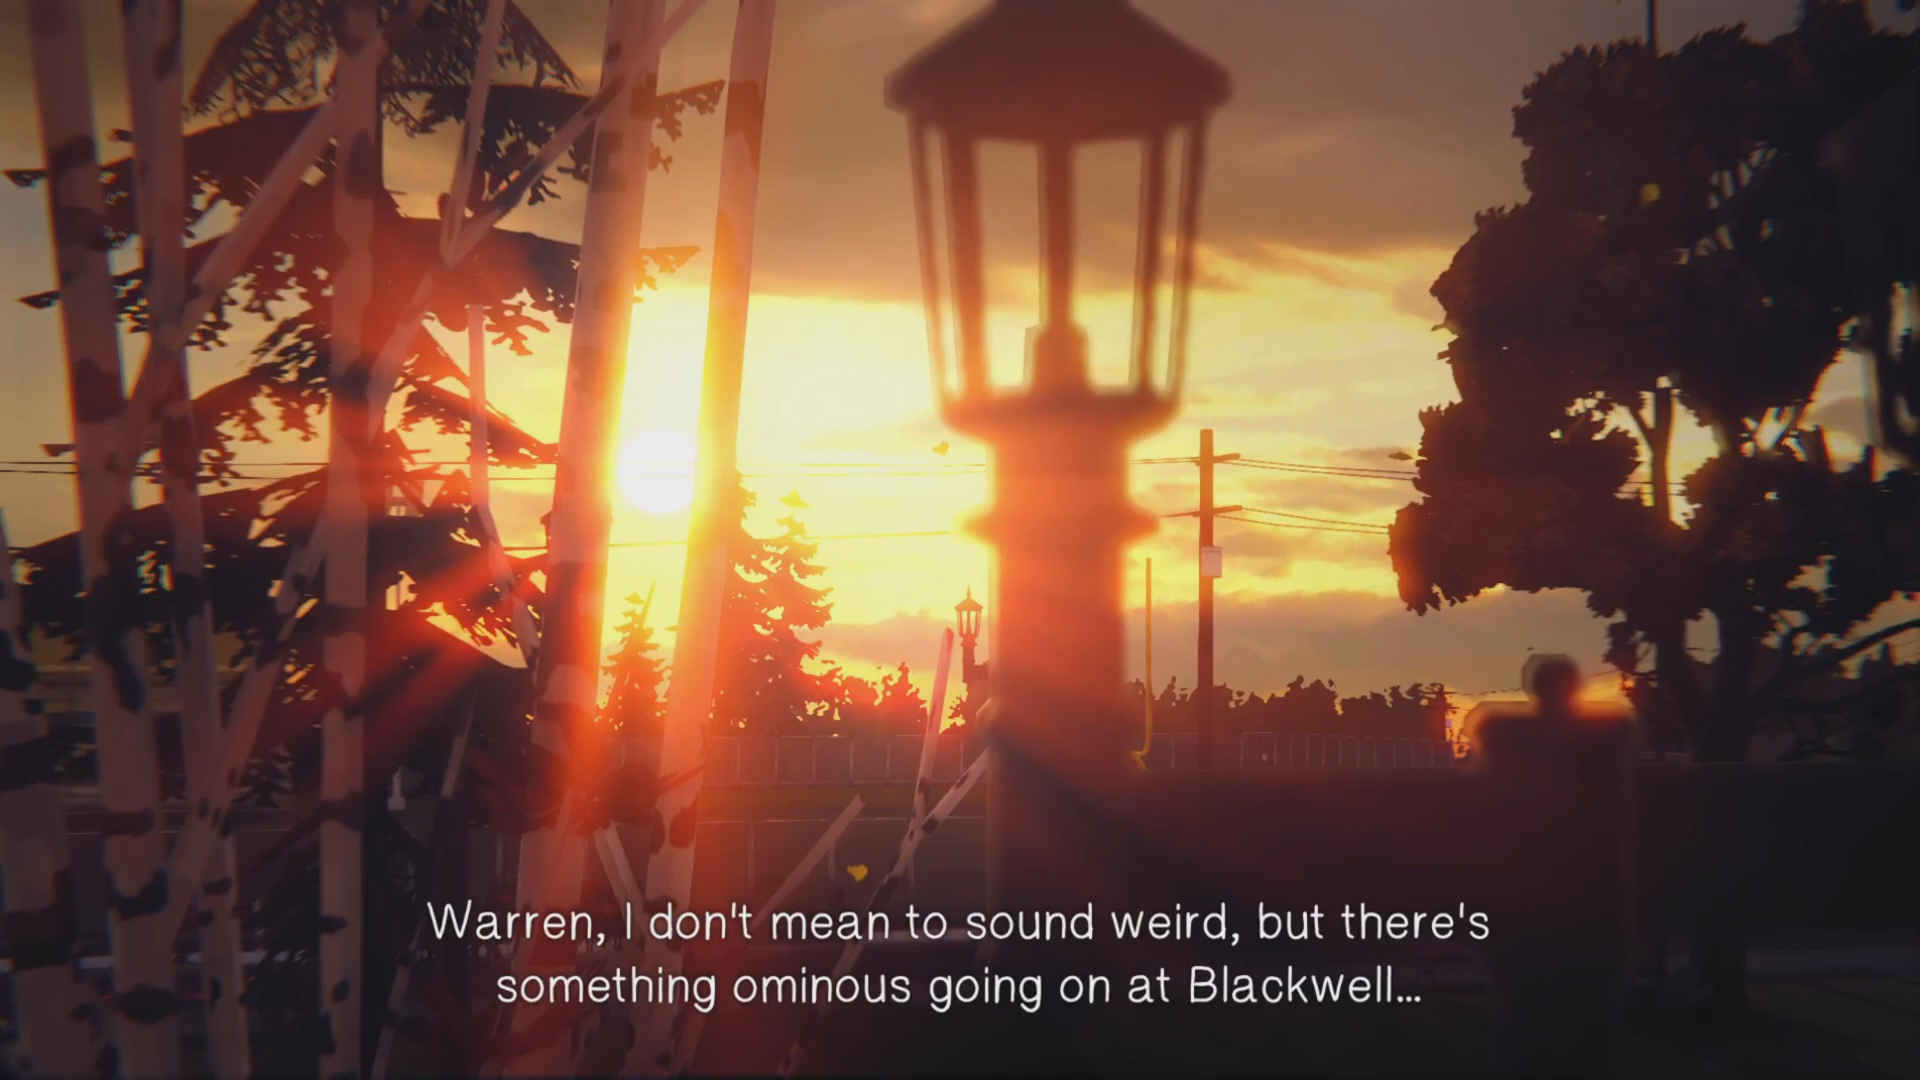 Warren, I don't mean to sound weird, but there's
something ominous going on at Blackwell...